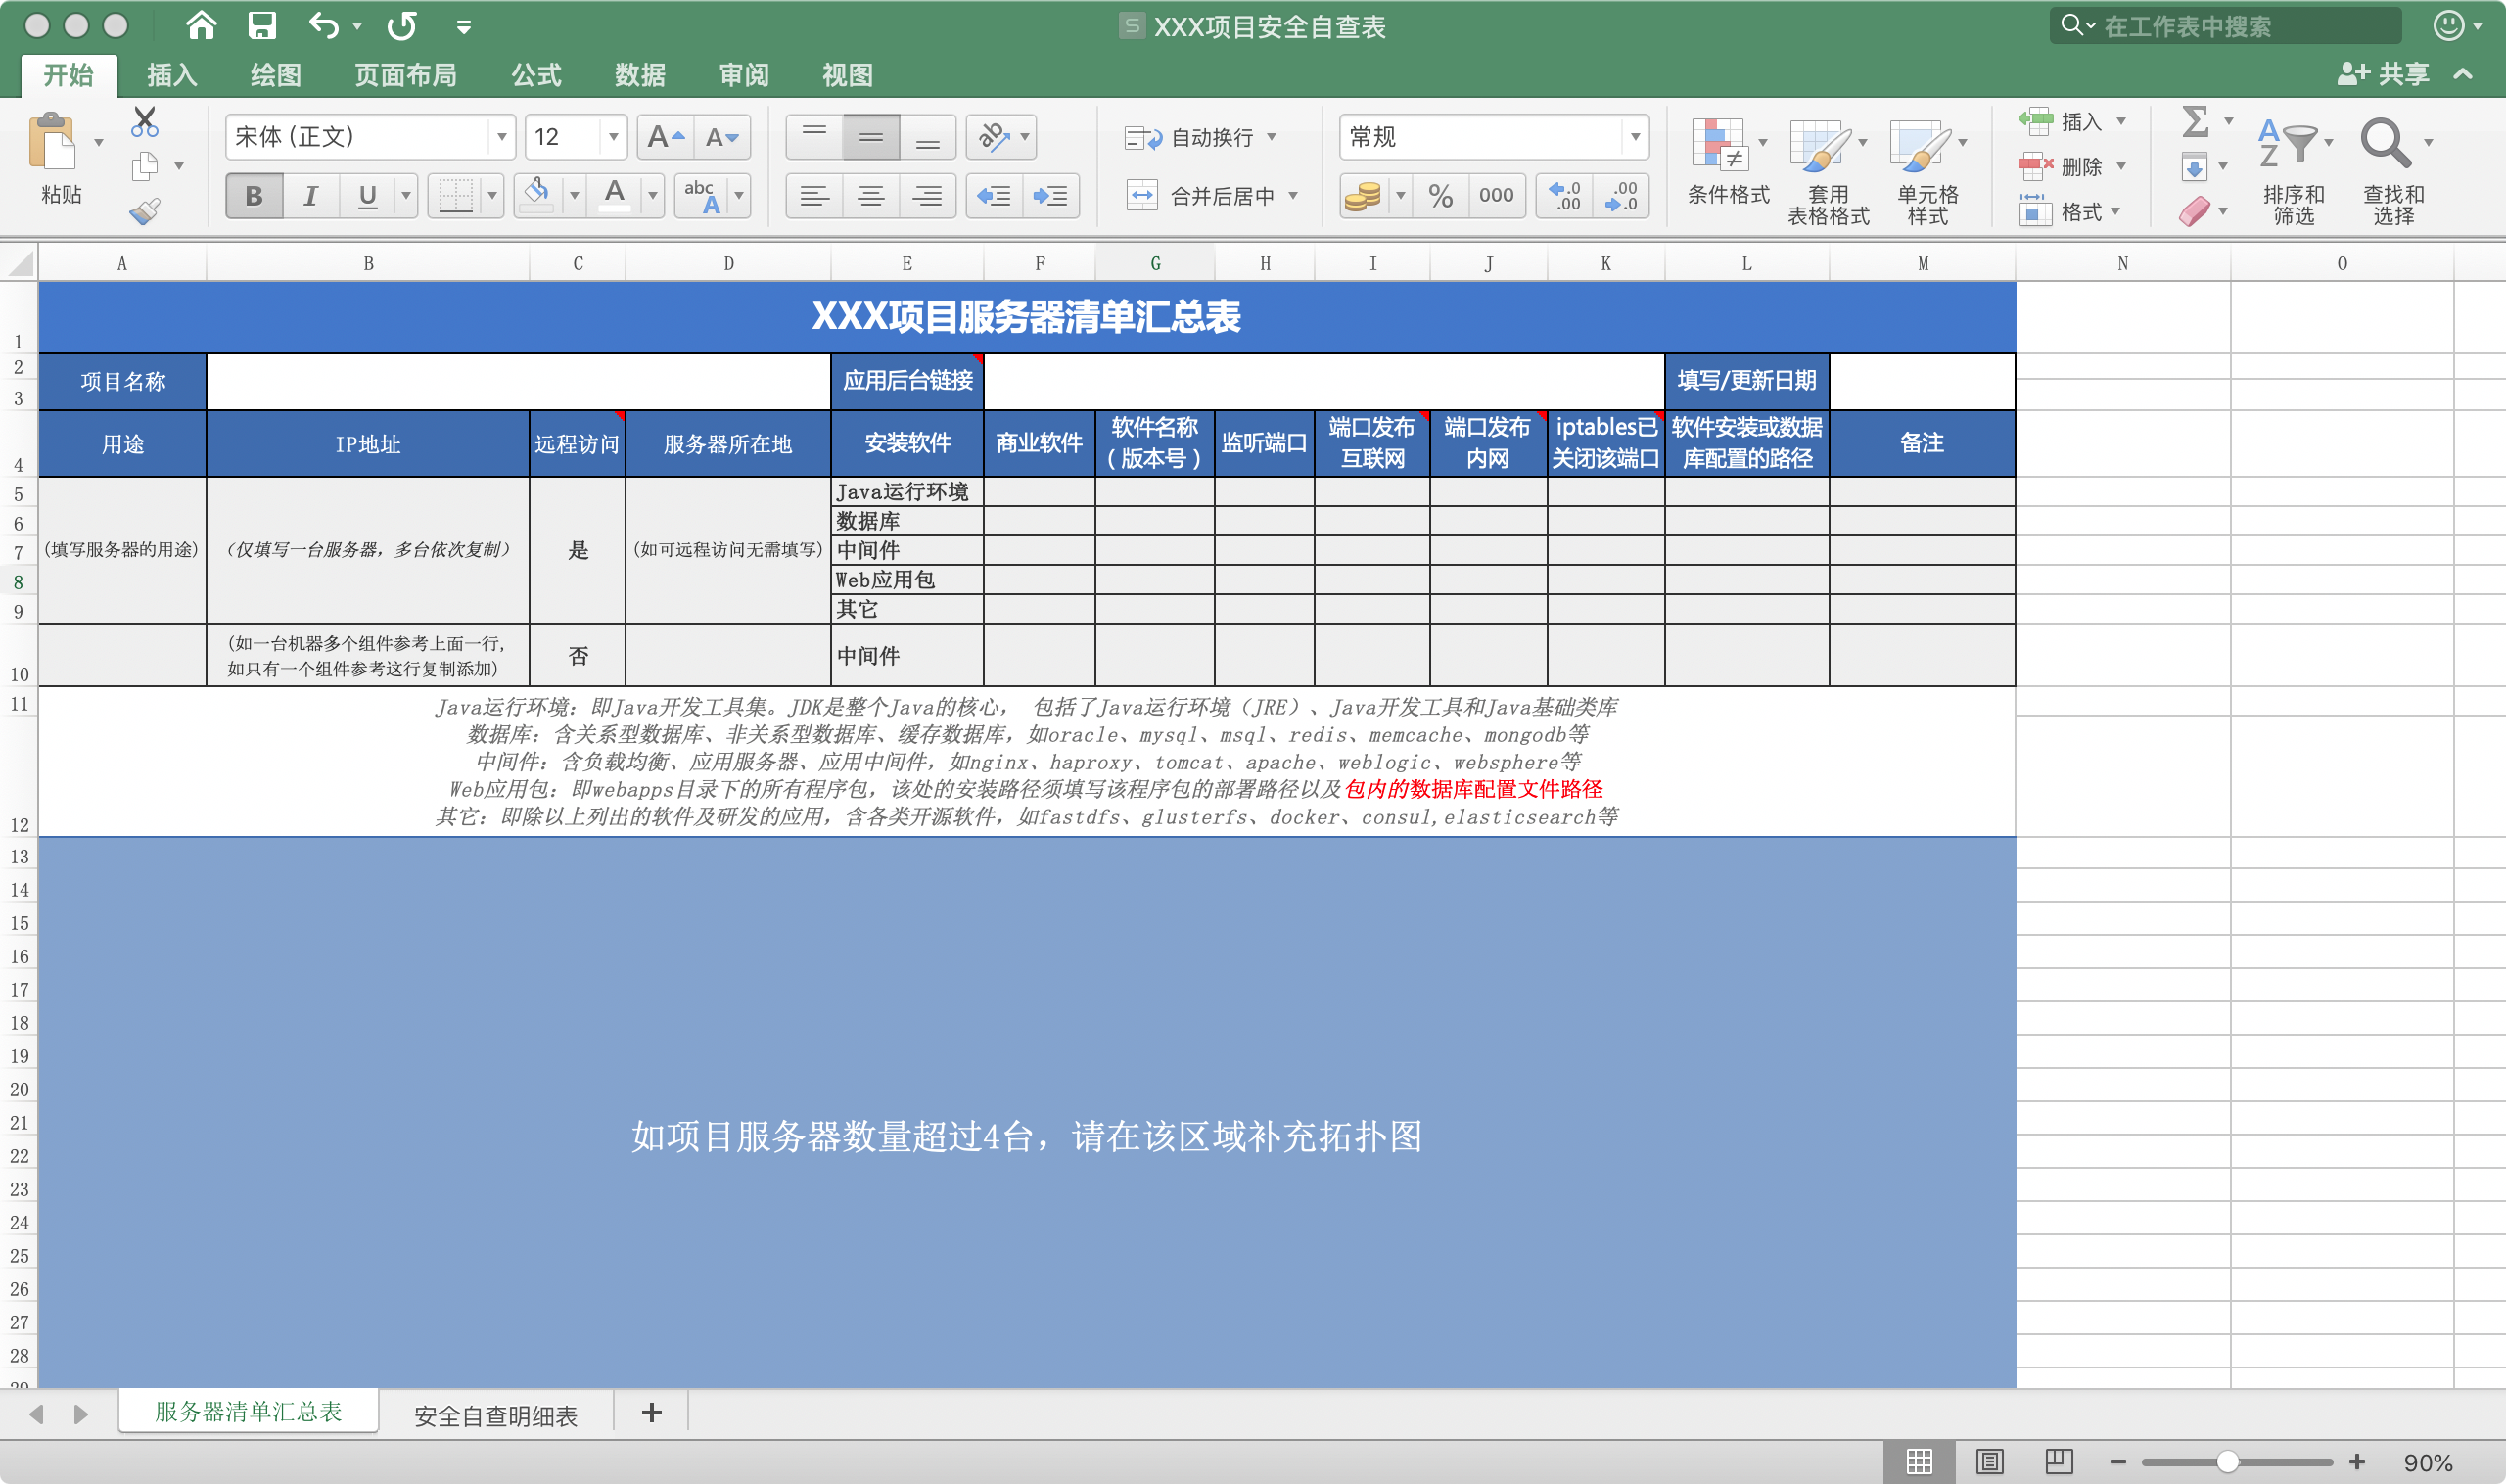 XXX项目安全自查表
在工作表中搜索
开始 插入 绘图 页面布局 公式 数据 审阅 视图
共享
粘贴
宋体 (正文) 12
A A
B I U A abc A
自动换行
合并后居中
常规
% 000 .0 .00 .00 .0
条件格式
套用
表格格式
单元格
样式
插入
删除
格式
排序和
筛选
查找和
选择
A B C D E F G H I J K L M N O
1 XXX项目服务器清单汇总表
2
3
项目名称 应用后台链接 填写/更新日期
4 用途 IP地址 远程访问 服务器所在地 安装软件 商业软件 软件名称
（版本号） 监听端口 端口发布
互联网 端口发布
内网 iptables已
关闭该端口 软件安装或数据
库配置的路径 备注
5 Java运行环境
6 数据库
7 (填写服务器的用途) （仅填写一台服务器，多台依次复制） 是 (如可远程访问无需填写) 中间件
8 Web应用包
9 其它
(如一台机器多个组件参考上面一行,
如只有一个组件参考这行复制添加)
10 否 中间件
11 Java运行环境：即Java开发工具集。JDK是整个Java的核心， 包括了Java运行环境（JRE）、Java开发工具和Java基础类库
数据库：含关系型数据库、非关系型数据库、缓存数据库，如oracle、mysql、msql、redis、memcache、mongodb等
中间件：含负载均衡、应用服务器、应用中间件，如nginx、haproxy、tomcat、apache、weblogic、websphere等
Web应用包：即webapps目录下的所有程序包，该处的安装路径须填写该程序包的部署路径以及包内的数据库配置文件路径
12 其它：即除以上列出的软件及研发的应用，含各类开源软件，如fastdfs、glusterfs、docker、consul,elasticsearch等
13
14
15
16
17
18
19
20
21
如项目服务器数量超过4台，请在该区域补充拓扑图
22
23
24
25
26
27
28
29
服务器清单汇总表 安全自查明细表 +
90%